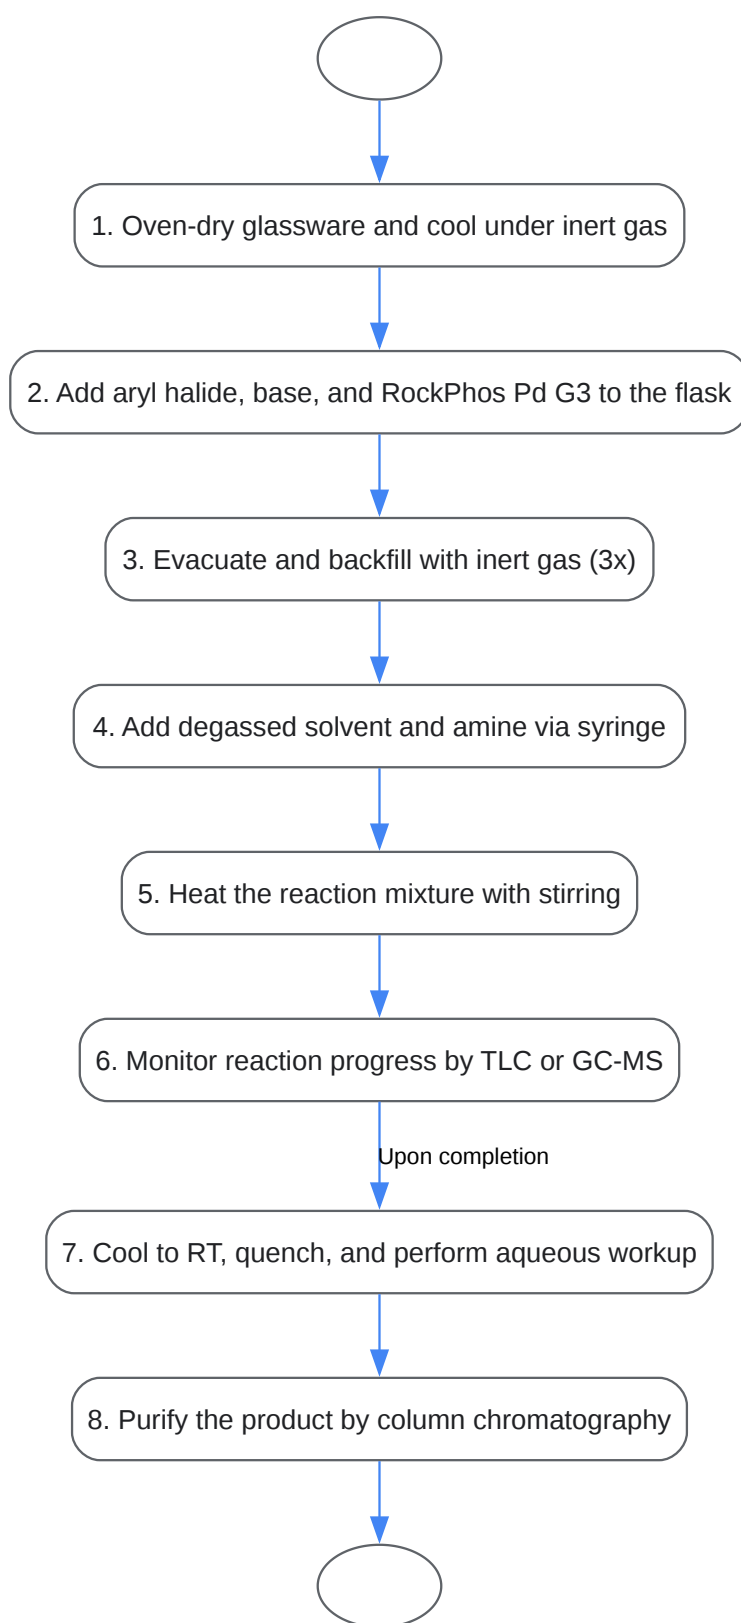 1. Oven-dry glassware and cool under inert gas
2. Add aryl halide, base, and RockPhos Pd G3 to the flask
3. Evacuate and backfill with inert gas (3x)
4. Add degassed solvent and amine via syringe
5. Heat the reaction mixture with stirring
6. Monitor reaction progress by TLC or GC-MS
Upon completion
7. Cool to RT, quench, and perform aqueous workup
8. Purify the product by column chromatography